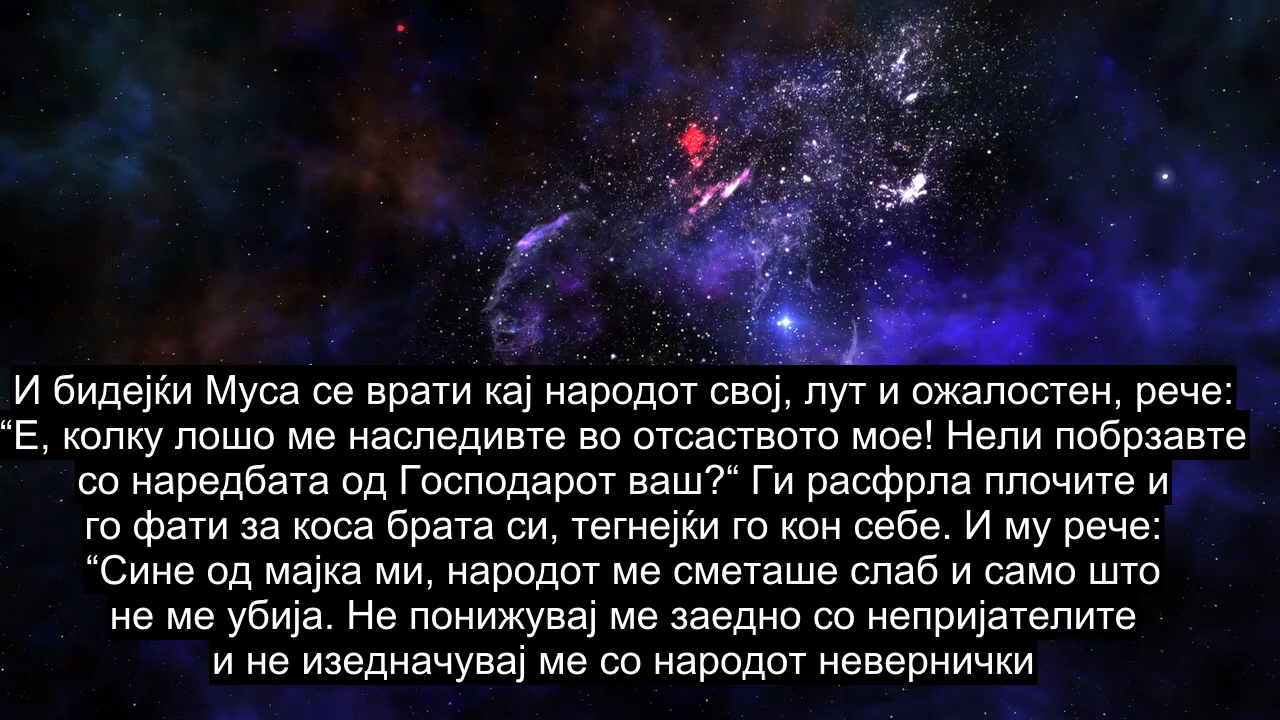 И бидејќи Муса се врати кај народот свој, лут и ожалостен, рече:
“Е, колку лошо ме наследивте во отсаството мое! Нели побрзавте
со наредбата од Господарот ваш?“ Ги расфрла плочите и
го фати за коса брата си, тегнејќи го кон себе. И му рече:
“Сине од мајка ми, народот ме сметаше слаб и само што
не ме убија. Не понижувај ме заедно со непријателите
и не изедначувај ме со народот невернички